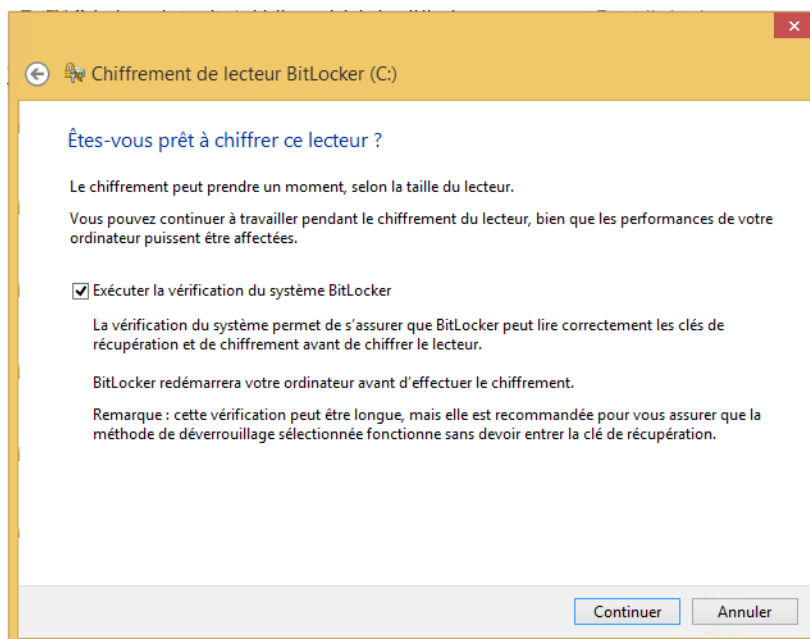 Chiffrement de lecteur BitLocker (C:)
Êtes-vous prêt à chiffrer ce lecteur ?
Le chiffrement peut prendre un moment, selon la taille du lecteur.
Vous pouvez continuer à travailler pendant le chiffrement du lecteur, bien que les performances de votre
ordinateur puissent être affectées.
Exécuter la vérification du système BitLocker
La vérification du système permet de s'assurer que BitLocker peut lire correctement les clés de
récupération et de chiffrement avant de chiffrer le lecteur.
BitLocker redémarrera votre ordinateur avant d'effectuer le chiffrement.
Remarque : cette vérification peut être longue, mais elle est recommandée pour vous assurer que la
méthode de déverrouillage sélectionnée fonctionne sans devoir entrer la clé de récupération.
Continuer
Annuler